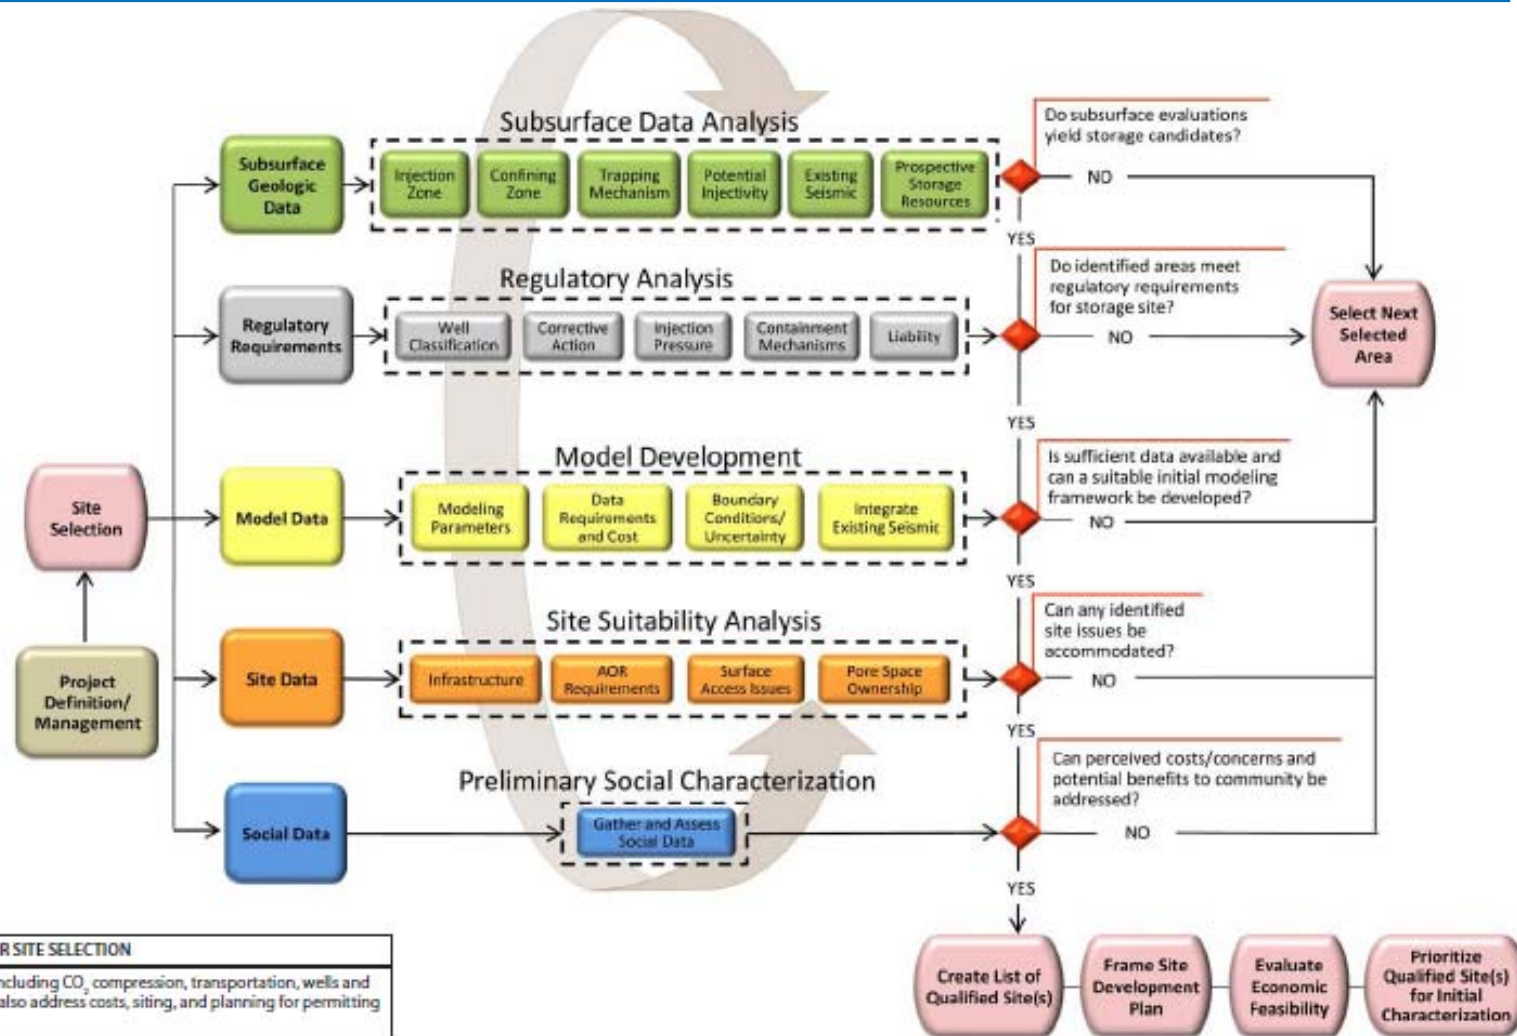 Subsurface Data Analysis
Subsurface
Geologic
Data
Injection
Zone
Confining
Zone
Trapping
Mechanism
Potential
Injectivity
Existing
Seismic
Prospective
Storage
Resources
Do subsurface evaluations
yield storage candidates?
NO
YES
Regulatory Analysis
Regulatory
Requirements
Well
Classification
Corrective
Action
Injection
Pressure
Containment
Mechanisms
Liability
Do identified areas meet
regulatory requirements
for storage site?
NO
YES
Select Next
Selected
Area
Model Development
Site
Selection
Model Data
Modeling
Parameters
Data
Requirements
and Cost
Boundary
Conditions/
Uncertainty
Integrate
Existing Seismic
Is sufficient data available and
can a suitable initial modeling
framework be developed?
NO
YES
Site Suitability Analysis
Project
Definition/
Management
Site Data
Infrastructure
AOR
Requirements
Surface
Access Issues
Pore Space
Ownership
Can any identified
site issues be
accommodated?
NO
YES
Preliminary Social Characterization
Social Data
Gather and Assess
Social Data
Can perceived costs/concerns and
potential benefits to community be
addressed?
NO
YES
Create List of
Qualified Site(s)
Frame Site
Development
Plan
Evaluate
Economic
Feasibility
Prioritize
Qualified Site(s)
for Initial
Characterization
R SITE SELECTION
ncluding CO₂ compression, transportation, wells and
also address costs, siting, and planning for permitting